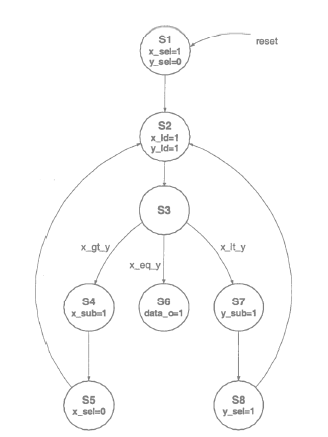 S1
x_sel=1
y_sel=0
reset
S2
x_ld=1
y_ld=1
S3
x_gt_y
x_eq_y
x_lt_y
S4
x_sub=1
S6
data_o=1
S7
y_sub=1
S5
x_sel=0
S8
y_sel=1